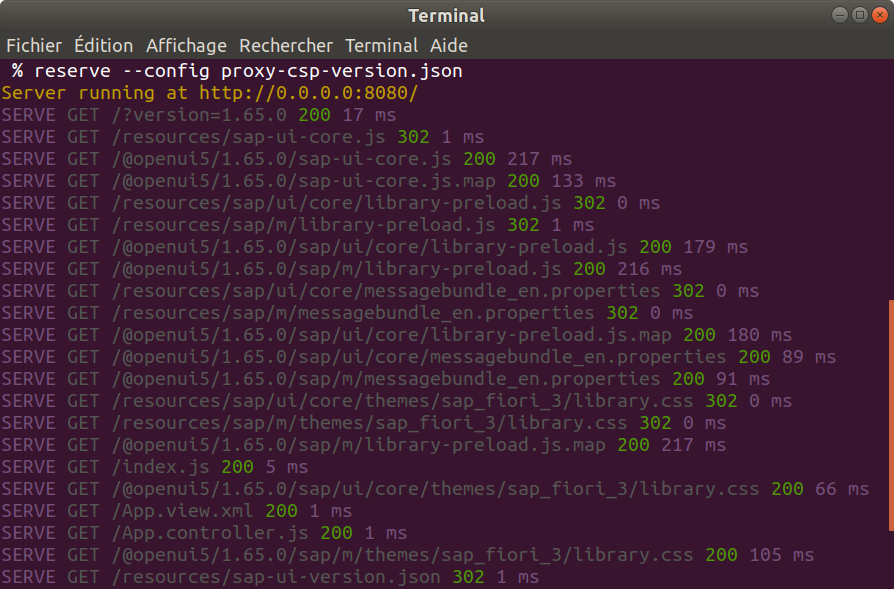 Terminal
Fichier Édition Affichage Rechercher Terminal Aide
% reserve --config proxy-csp-version.json
Server running at http://0.0.0.0:8080/
SERVE GET /?version=1.65.0 200 17 ms
SERVE GET /resources/sap-ui-core.js 302 1 ms
SERVE GET /@openui5/1.65.0/sap-ui-core.js 200 217 ms
SERVE GET /@openui5/1.65.0/sap-ui-core.js.map 200 133 ms
SERVE GET /resources/sap/ui/core/library-preload.js 302 0 ms
SERVE GET /resources/sap/m/library-preload.js 302 1 ms
SERVE GET /@openui5/1.65.0/sap/ui/core/library-preload.js 200 179 ms
SERVE GET /@openui5/1.65.0/sap/m/library-preload.js 200 216 ms
SERVE GET /resources/sap/ui/core/messagebundle_en.properties 302 0 ms
SERVE GET /resources/sap/m/messagebundle_en.properties 302 0 ms
SERVE GET /@openui5/1.65.0/sap/ui/core/library-preload.js.map 200 180 ms
SERVE GET /@openui5/1.65.0/sap/ui/core/messagebundle_en.properties 200 89 ms
SERVE GET /@openui5/1.65.0/sap/m/messagebundle_en.properties 200 91 ms
SERVE GET /resources/sap/ui/core/themes/sap_fiori_3/library.css 302 0 ms
SERVE GET /resources/sap/m/themes/sap_fiori_3/library.css 302 0 ms
SERVE GET /@openui5/1.65.0/sap/m/library-preload.js.map 200 217 ms
SERVE GET /index.js 200 5 ms
SERVE GET /@openui5/1.65.0/sap/ui/core/themes/sap_fiori_3/library.css 200 66 ms
SERVE GET /App.view.xml 200 1 ms
SERVE GET /App.controller.js 200 1 ms
SERVE GET /@openui5/1.65.0/sap/m/themes/sap_fiori_3/library.css 200 105 ms
SERVE GET /resources/sap-ui-version.json 302 1 ms